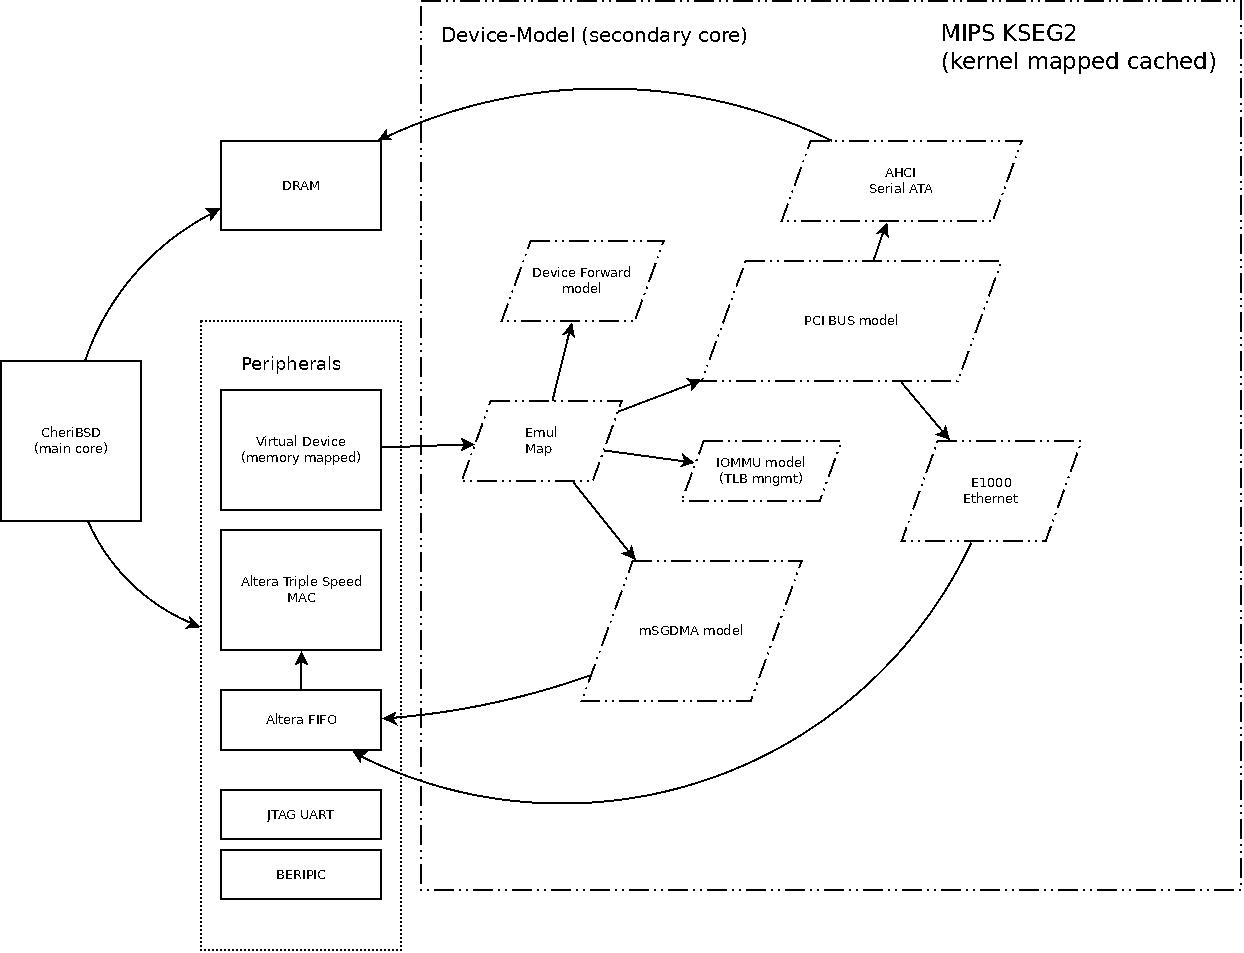 Device-Model (secondary core)
MIPS KSEG2
(kernel mapped cached)
DRAM
AHCI
Serial ATA
Device Forward
model
PCI BUS model
Peripherals
CheriBSD
(main core)
Virtual Device
(memory mapped)
Emul
Map
IOMMU model
(TLB mngmt)
E1000
Ethernet
Altera Triple Speed
MAC
mSGDMA model
Altera FIFO
JTAG UART
BERIPIC